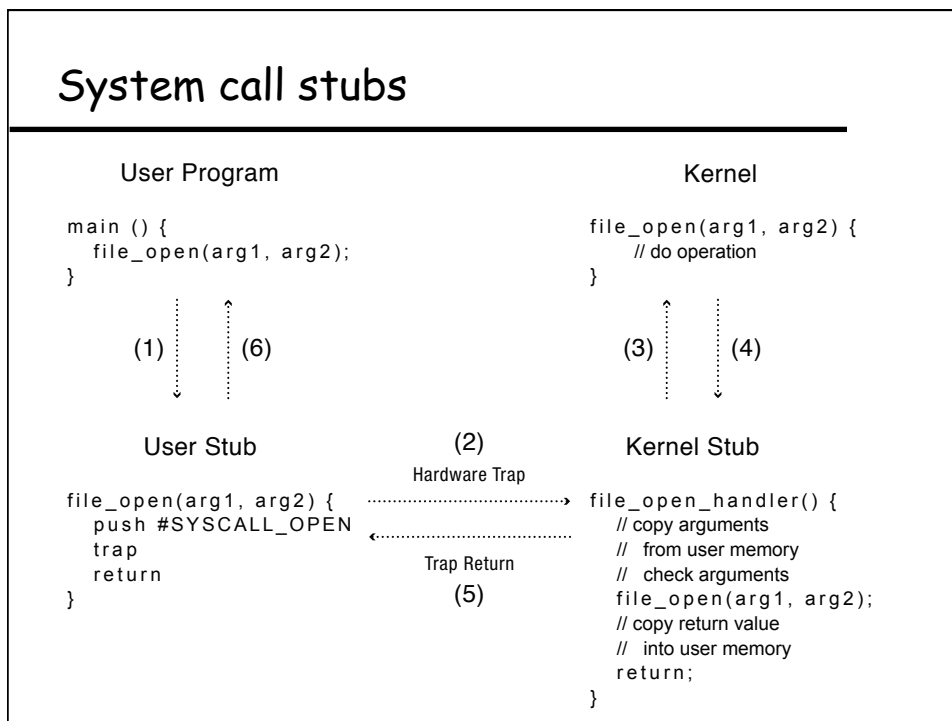 System call stubs
User Program
main () {
file_open(arg1, arg2);
}
(1)
(6)
User Stub
file_open(arg1, arg2) {
push #SYSCALL_OPEN
trap
return
}
(2)
Hardware Trap
Trap Return
(5)
Kernel
file_open(arg1, arg2) {
// do operation
}
(3)
(4)
Kernel Stub
file_open_handler() {
// copy arguments
// from user memory
// check arguments
file_open(arg1, arg2);
// copy return value
// into user memory
return;
}